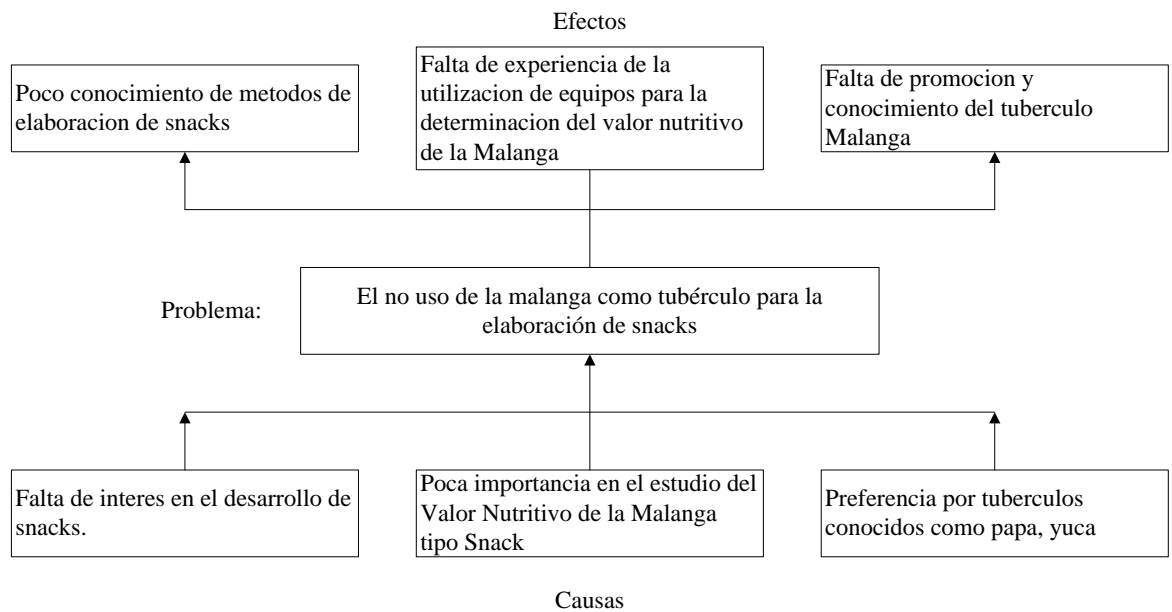 Efectos
Poco conocimiento de metodos de
elaboracion de snacks
Falta de experiencia de la
utilizacion de equipos para la
determinacion del valor nutritivo
de la Malanga
Falta de promocion y
conocimiento del tuberculo
Malanga
Problema:
El no uso de la malanga como tubérculo para la
elaboración de snacks
Falta de interes en el desarrollo de
snacks.
Poca importancia en el estudio del
Valor Nutritivo de la Malanga
tipo Snack
Preferencia por tuberculos
conocidos como papa, yuca
Causas